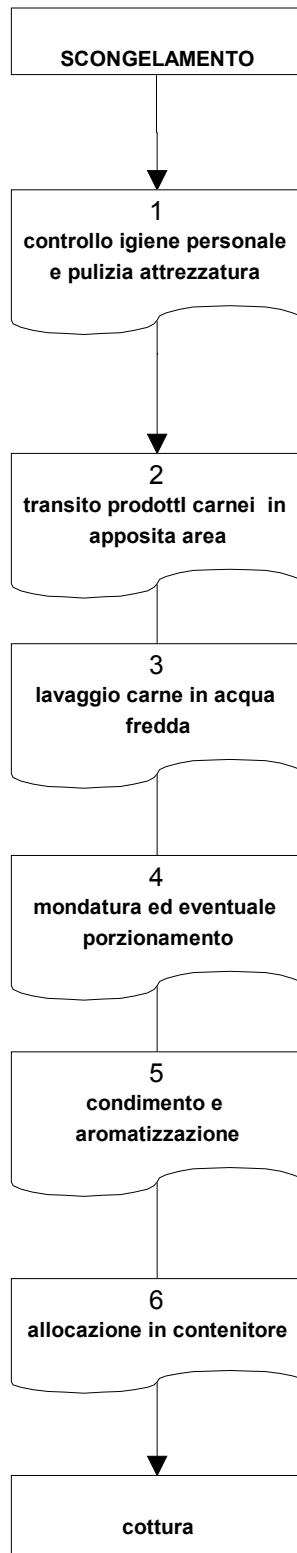 SCONGELAMENTO
1
controllo igiene personale
e pulizia attrezzatura
2
transito prodottI carnei in
apposita area
3
lavaggio carne in acqua
fredda
4
mondatura ed eventuale
porzionamento
5
condimento e
aromatizzazione
6
allocazione in contenitore
cottura